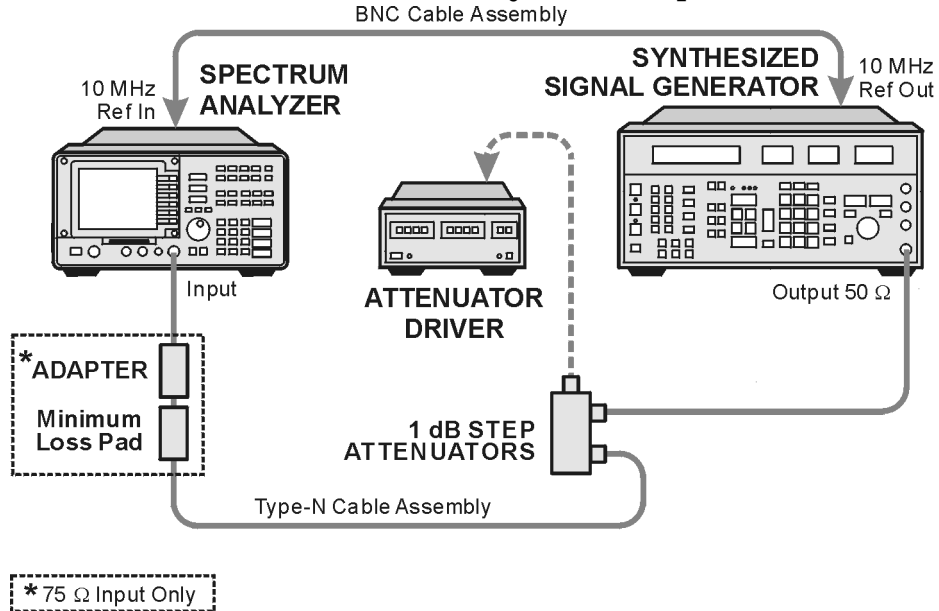 BNC Cable Assembly
10 MHz
Ref In
SPECTRUM
ANALYZER
SYNTHESIZED
SIGNAL GENERATOR
10 MHz
Ref Out
Input
ATTENUATOR
DRIVER
Output 50 Ω
*ADAPTER
Minimum
Loss Pad
1 dB STEP
ATTENUATORS
Type-N Cable Assembly
* 75 Ω Input Only